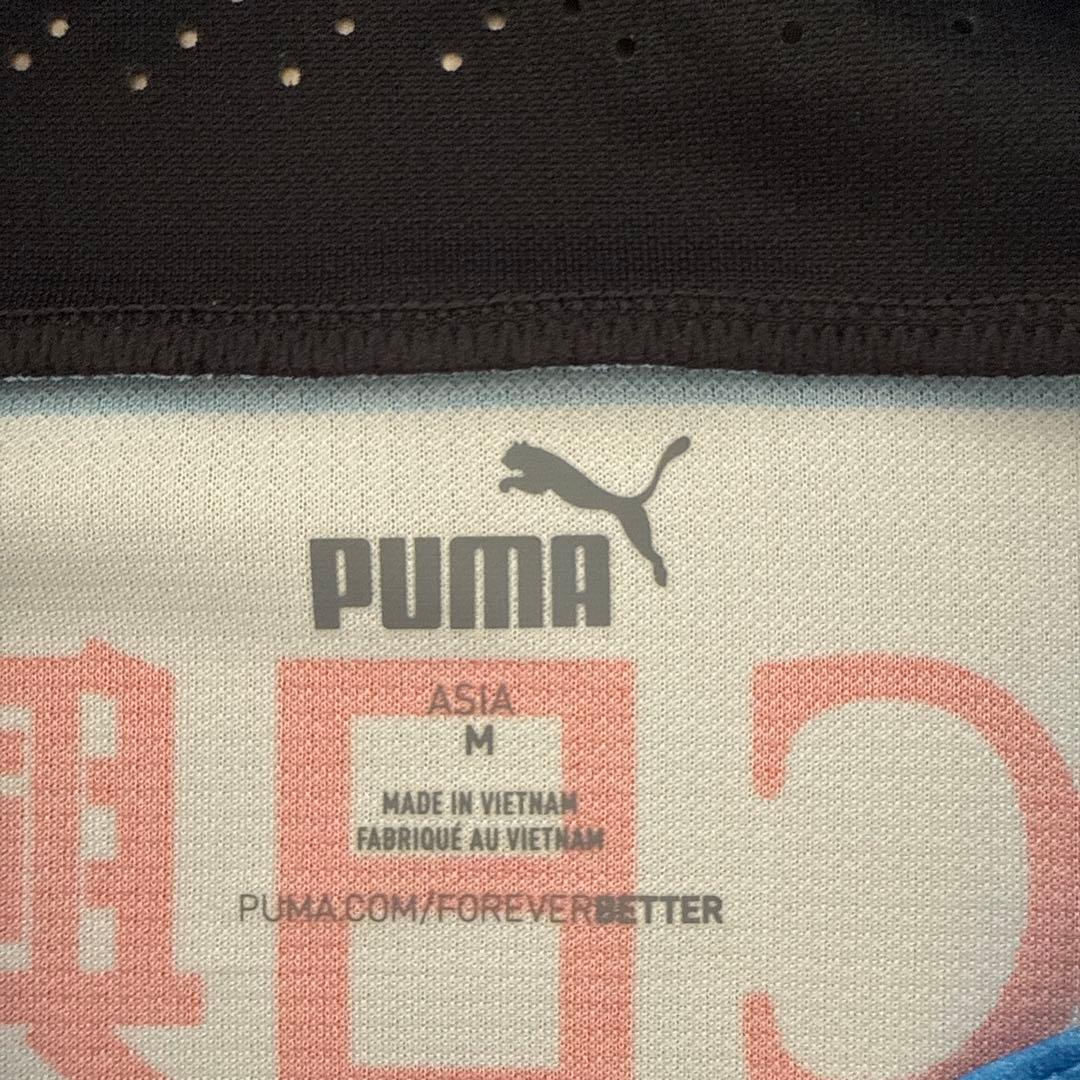 PUMA
ASIA
M
MADE IN VIETNAM
FABRIQUÉ AU VIETNAM
PUMA.COM/FOREVERBETTER